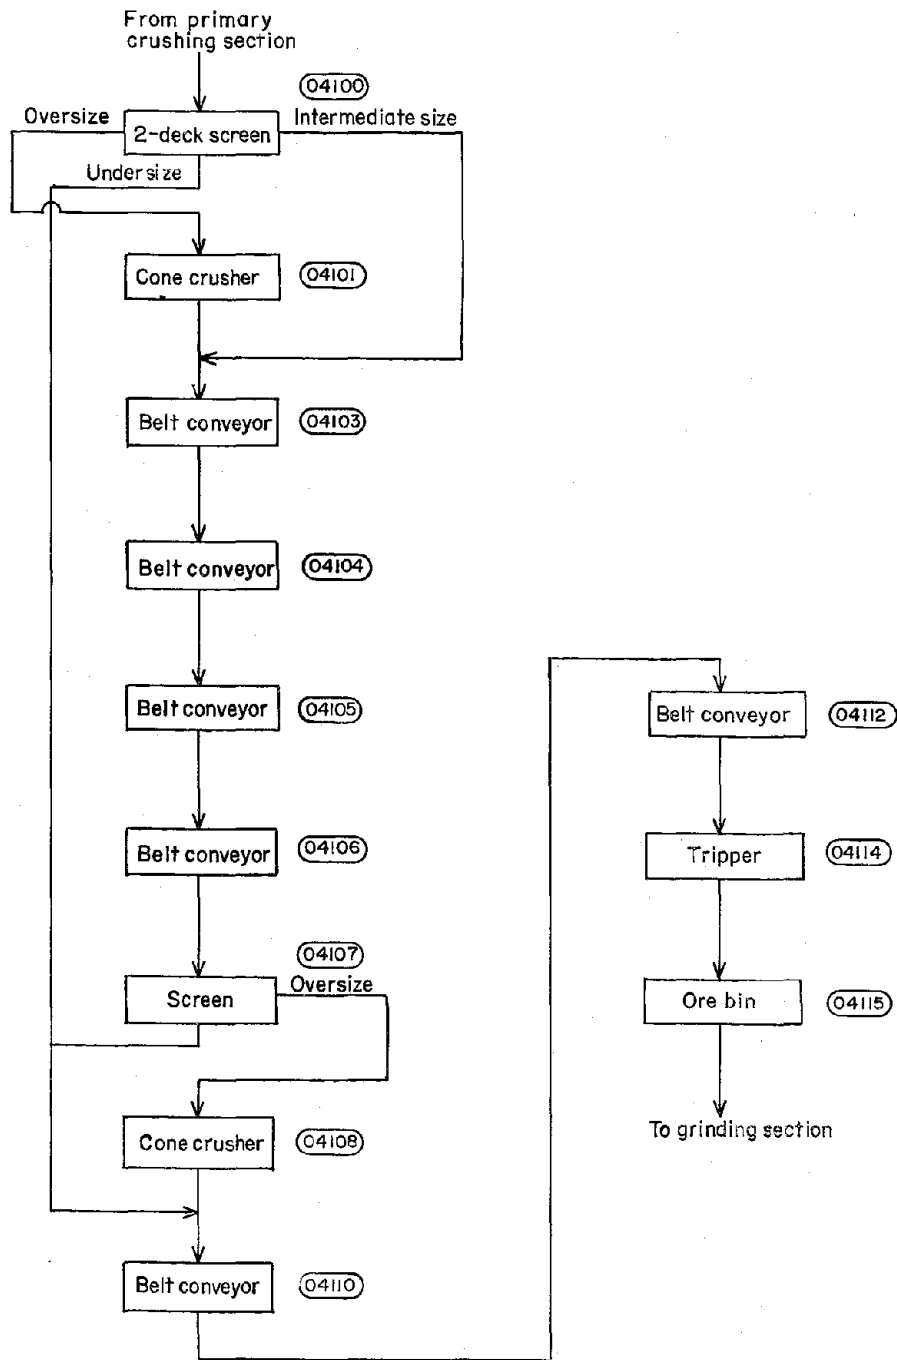 From primary
crushing section
04100
Oversize
2-deck screen
Intermediate size
Undersize
Cone crusher
04101
Belt conveyor
04103
Belt conveyor
04104
Belt conveyor
04105
Belt conveyor
04106
04107
Screen
Oversize
Cone crusher
04108
Belt conveyor
04110
Belt conveyor
04112
Tripper
04114
Ore bin
04115
To grinding section